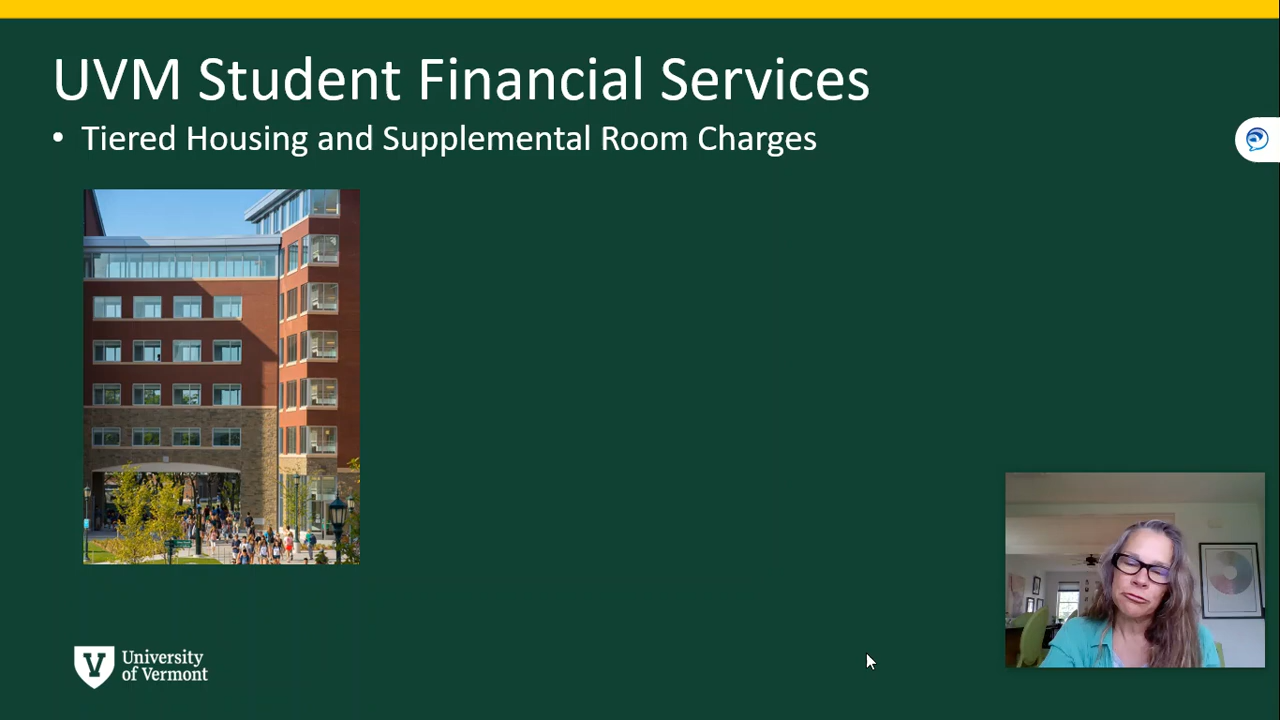 UVM Student Financial Services
• Tiered Housing and Supplemental Room Charges
University
of Vermont